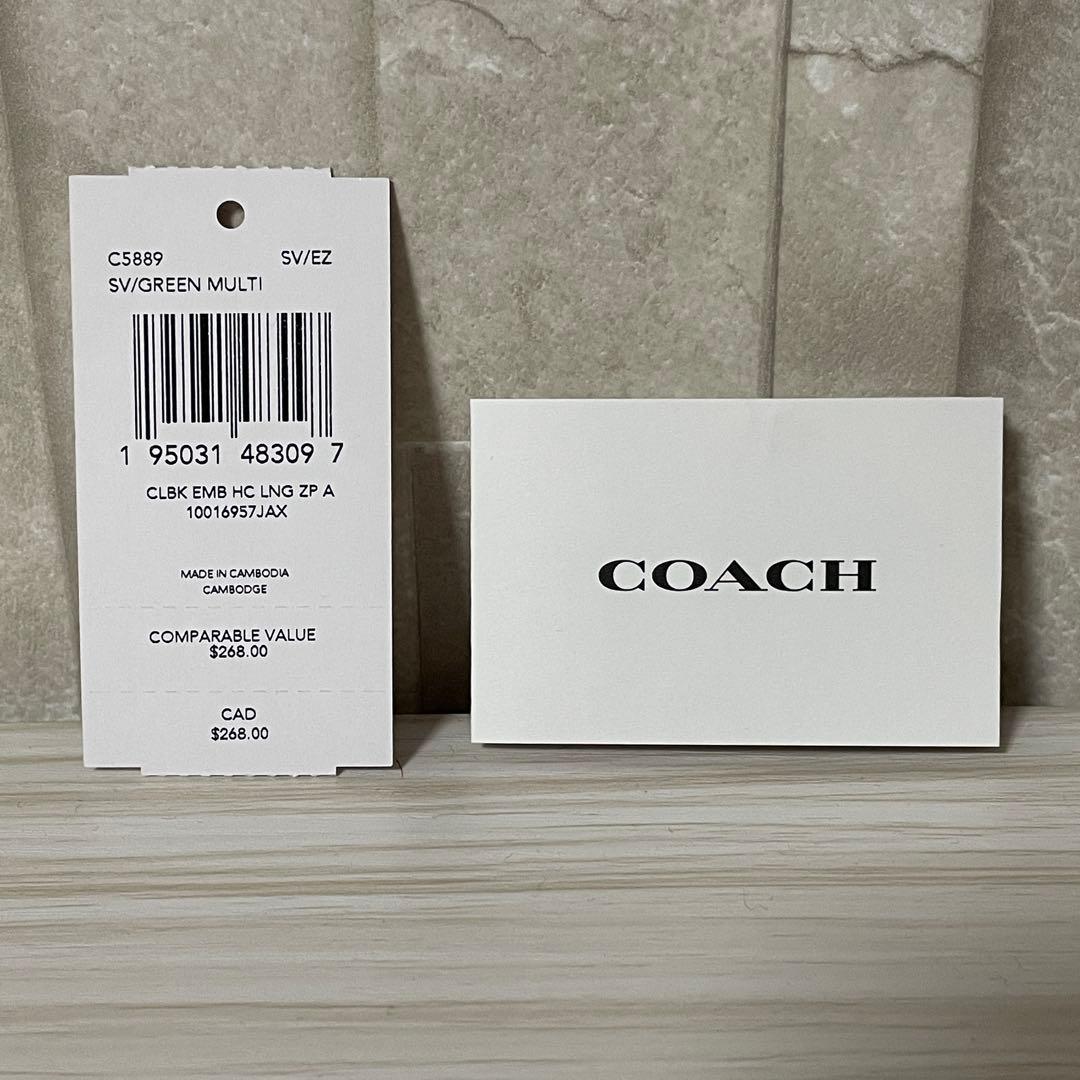 C5889 SV/EZ
SV/GREEN MULTI
1 95031 48309 7
CLBK EMB HC LNG ZP A
10016957JAX
MADE IN CAMBODIA
CAMBODGE
COMPARABLE VALUE
$268.00
CAD
$268.00
COACH